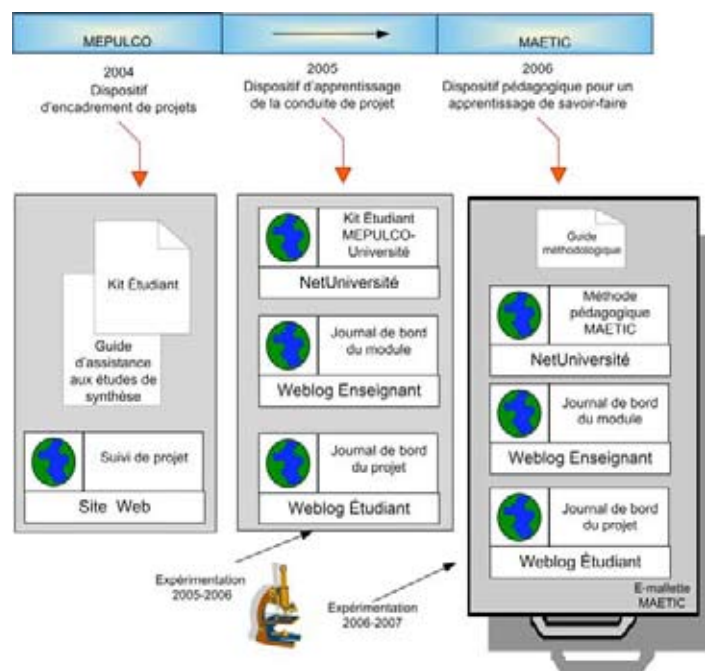 MEPULCO
MAETIC
2004
Dispositif
d'encadrement de projets
2005
Dispositif d'apprentissage
de la conduite de projet
2006
Dispositif pédagogique pour un
apprentissage de savoir-faire
Kit Étudiant
Guide
d'assistance
aux études de
synthèse
Suivi de projet
Site Web
Kit Étudiant
MEPULCO-
Université
NetUniversité
Journal de bord
du module
Weblog Enseignant
Journal de bord
du projet
Weblog Étudiant
Guide
méthodologique
Méthode
pédagogique
MAETIC
NetUniversité
Journal de bord
du module
Weblog Enseignant
Journal de bord
du projet
Weblog Étudiant
E-mallette
MAETIC
Expérimentation
2005-2006
Expérimentation
2006-2007